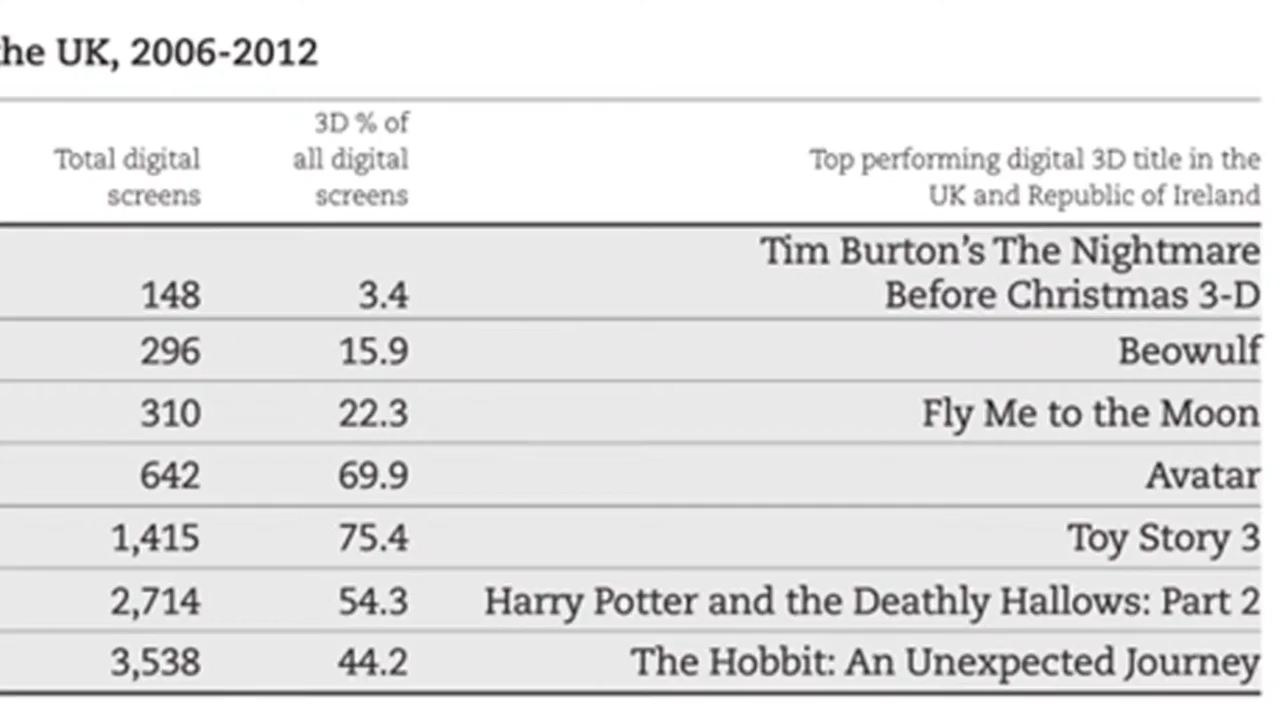 the UK, 2006-2012
3D % of
Total digital all digital Top performing digital 3D title in the
screens screens UK and Republic of Ireland
Tim Burton's The Nightmare
148 3.4 Before Christmas 3-D
296 15.9 Beowulf
310 22.3 Fly Me to the Moon
642 69.9 Avatar
1,415 75.4 Toy Story 3
2,714 54.3 Harry Potter and the Deathly Hallows: Part 2
3,538 44.2 The Hobbit: An Unexpected Journey